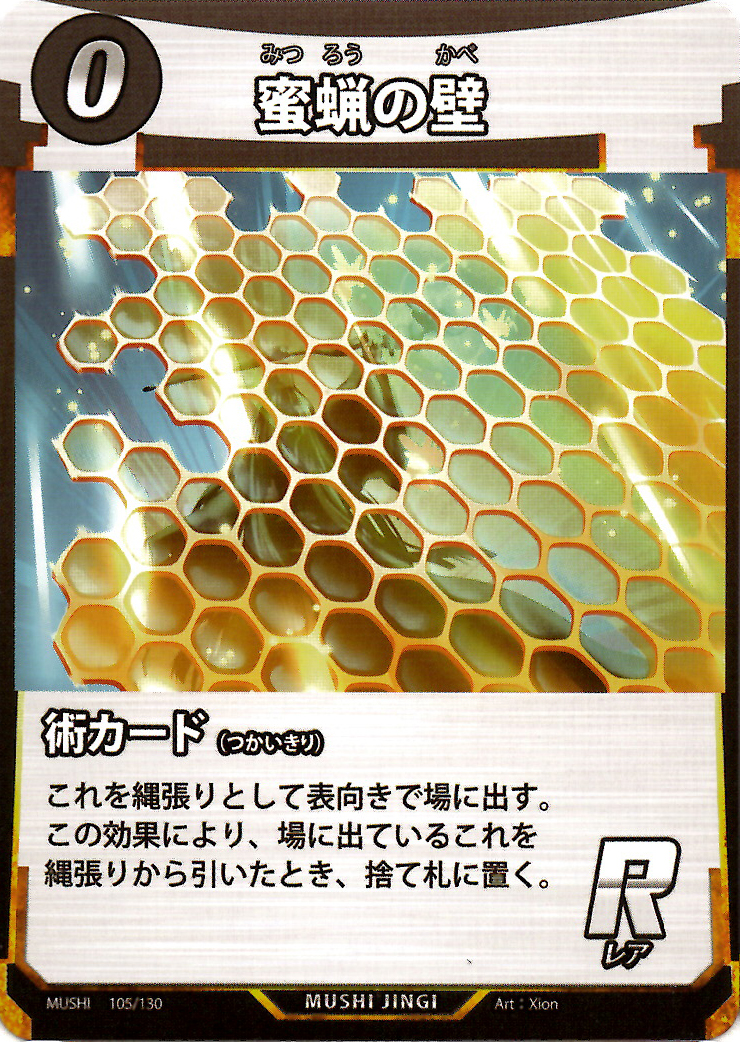 0
みつ ろう かべ
蜜蝋の壁
術カード (つかいきり)
これを縄張りとして表向きで場に出す。
この効果により、場に出ているこれを
縄張りから引いたとき、捨て札に置く。
R
レア
MUSHI 105/130 MUSHI JINGI Art : Xion